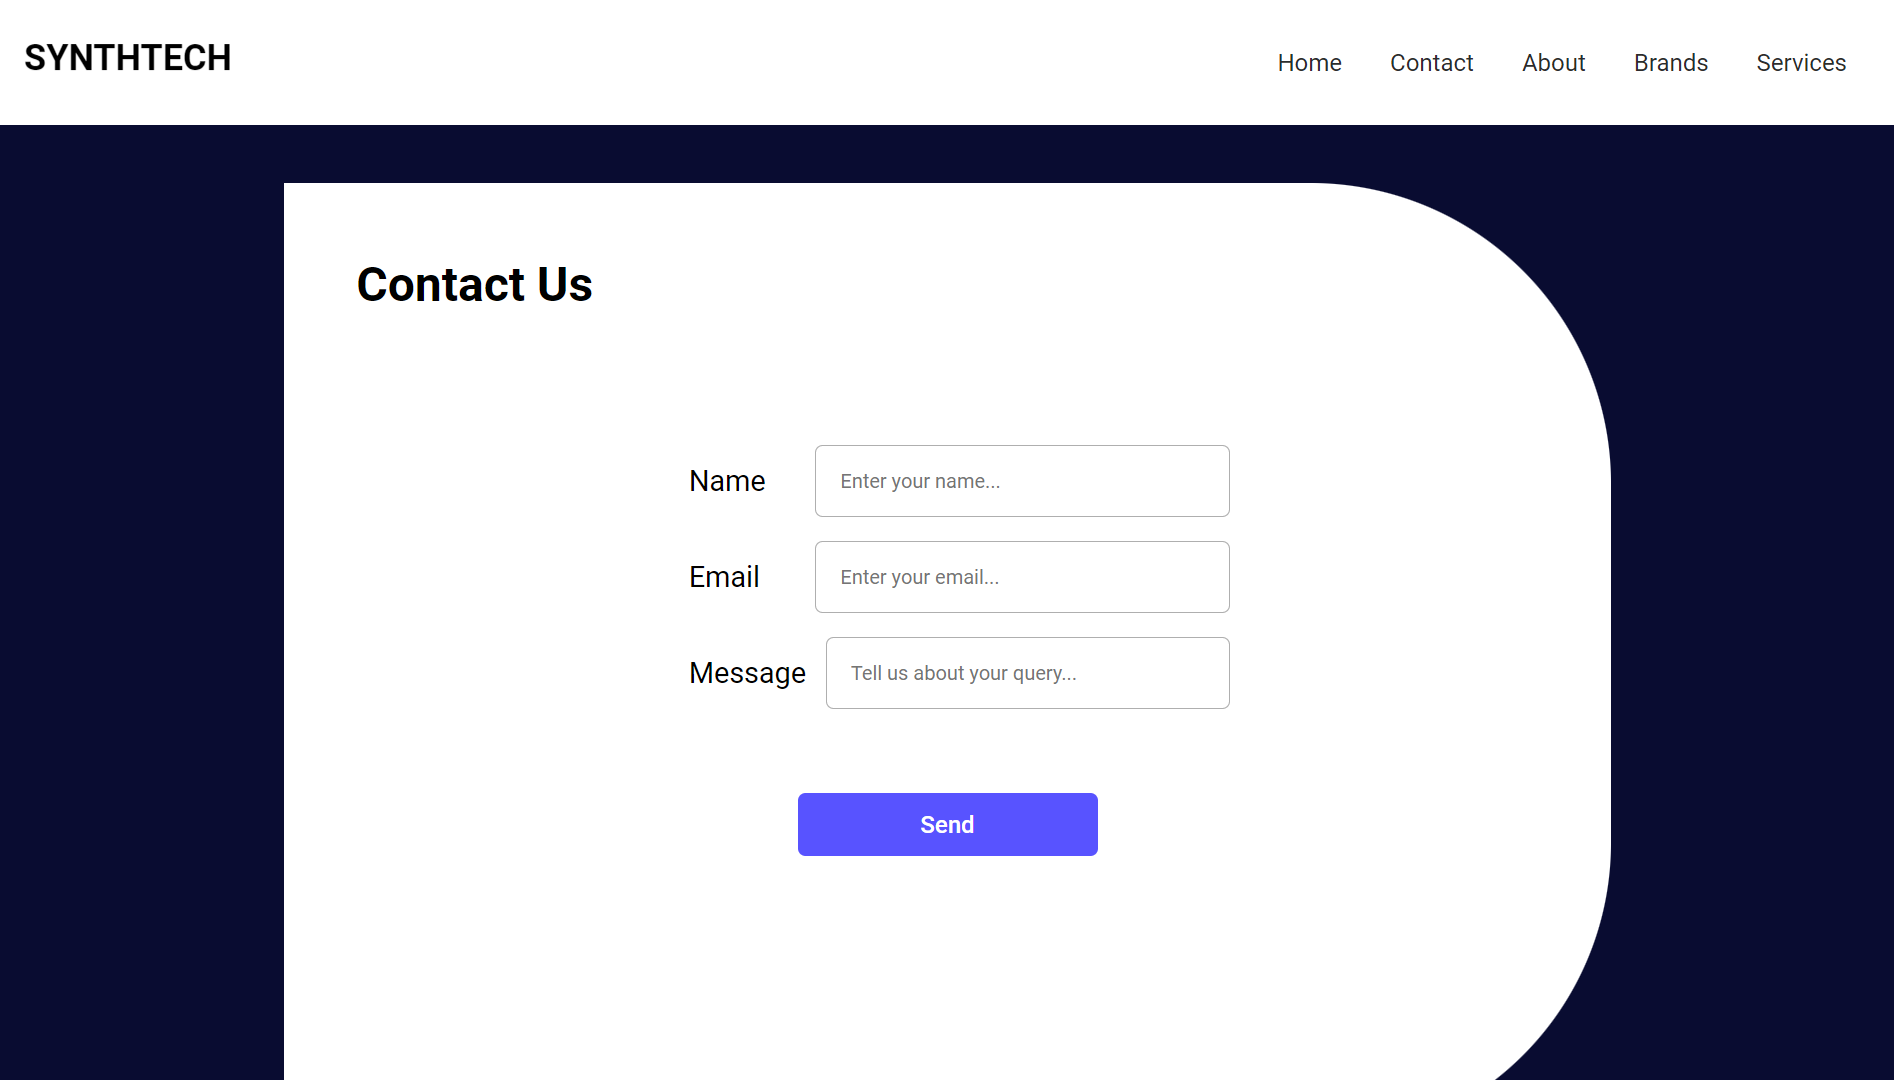 SYNTHTECH
Home Contact About Brands Services
Contact Us
Name Enter your name...
Email Enter your email...
Message Tell us about your query...
Send